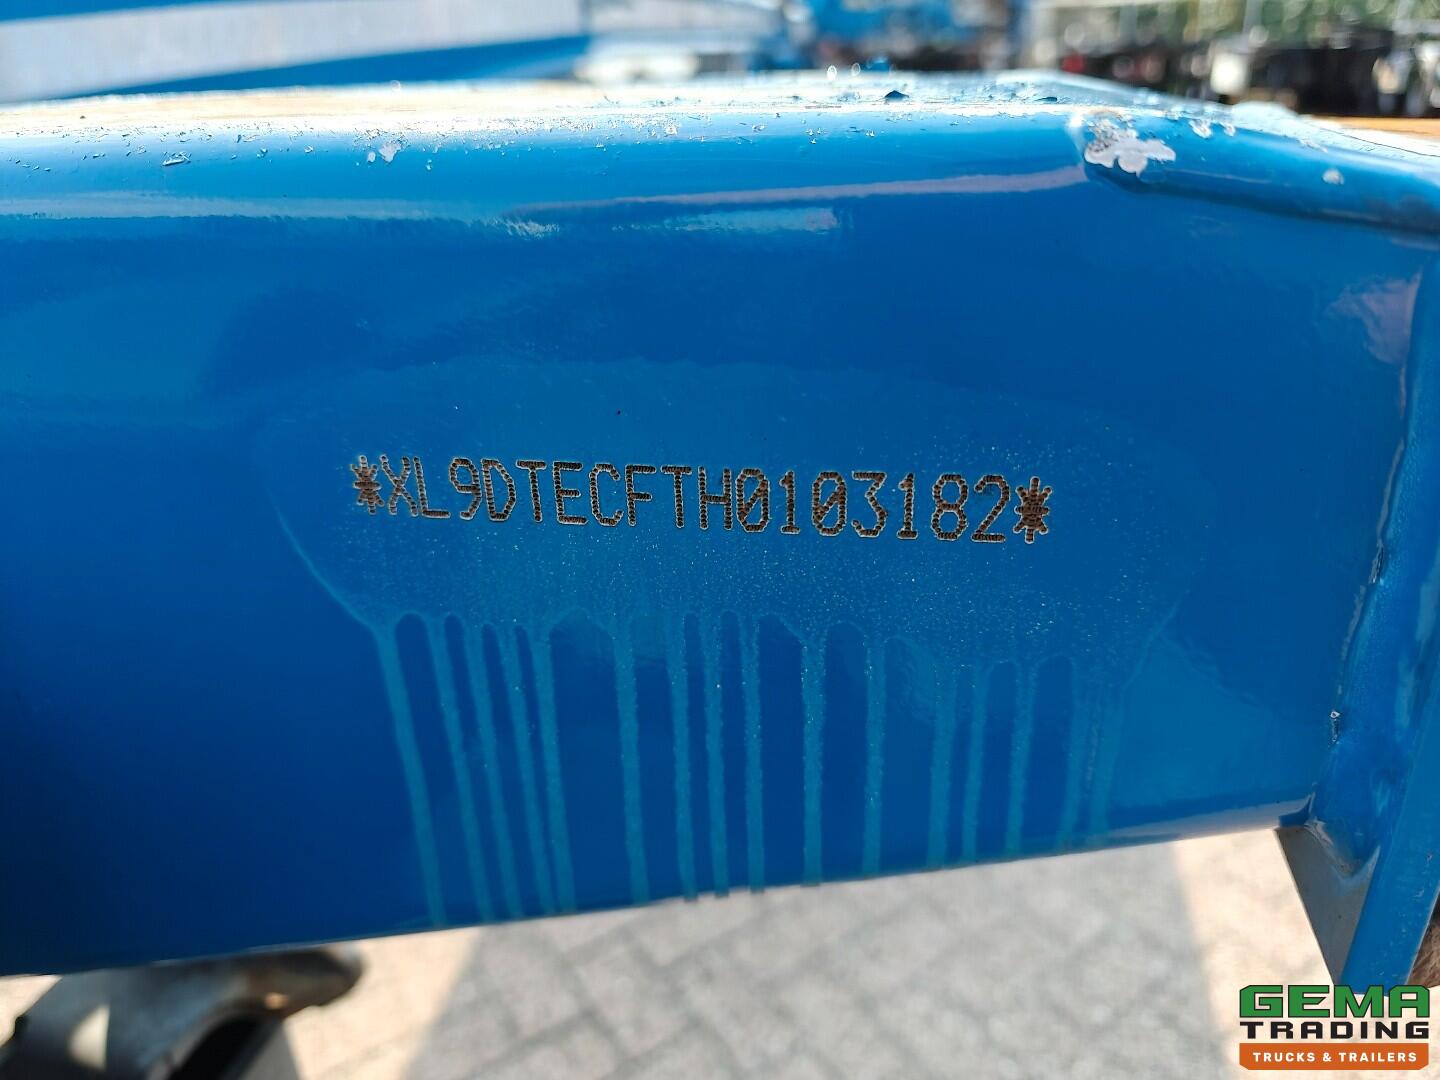 *XL9DTECFTH0103182*
GEMA
TRADING
TRUCKS & TRAILERS